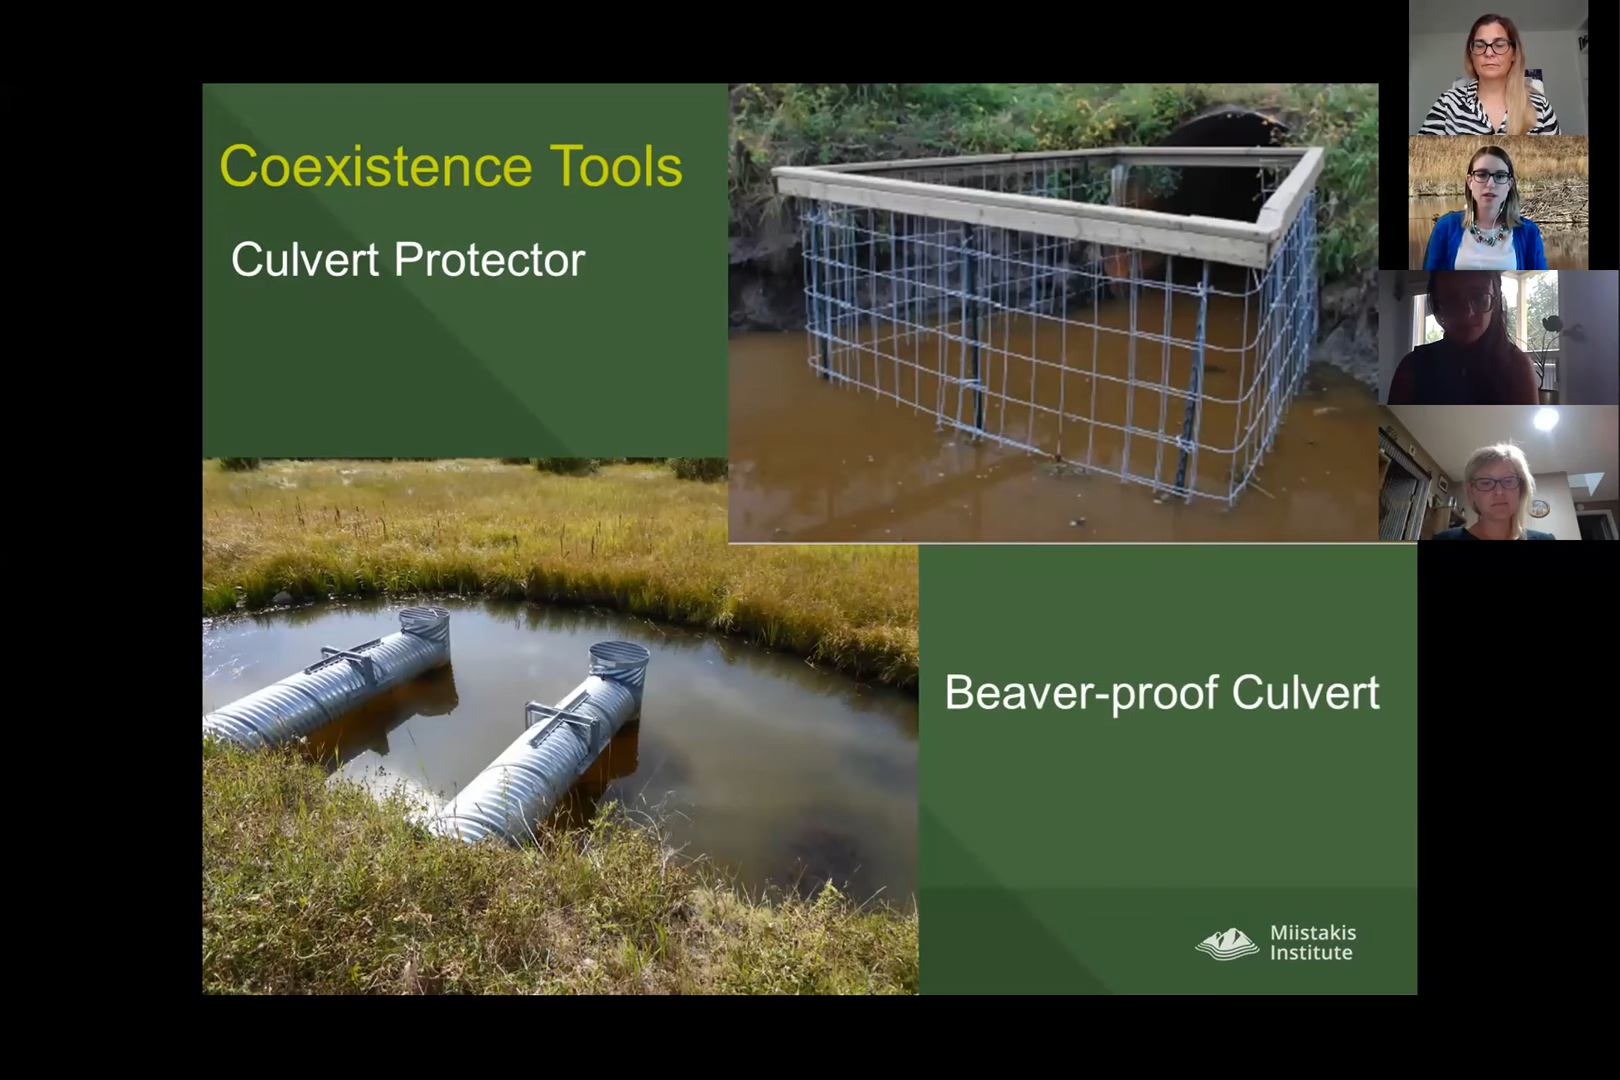 Coexistence Tools
Culvert Protector
Beaver-proof Culvert
Miistakis
Institute